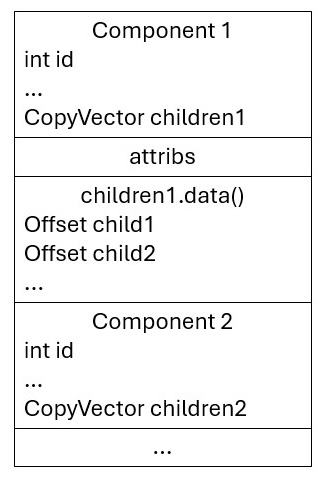 Component 1
int id
...
CopyVector children1
attribs
children1.data()
Offset child1
Offset child2
...
Component 2
int id
...
CopyVector children2
...